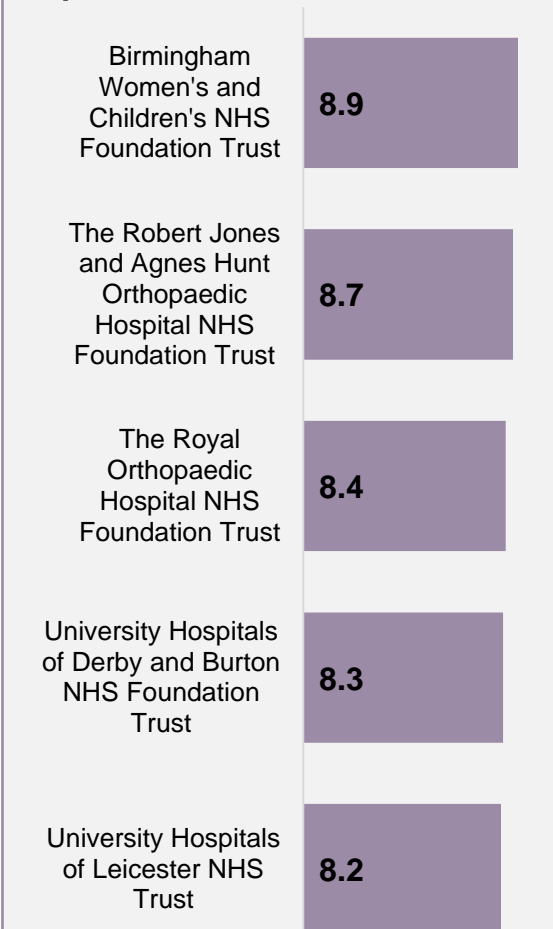 Birmingham
Women's and
Children's NHS
Foundation Trust
8.9
The Robert Jones
and Agnes Hunt
Orthopaedic
Hospital NHS
Foundation Trust
8.7
The Royal
Orthopaedic
Hospital NHS
Foundation Trust
8.4
University Hospitals
of Derby and Burton
NHS Foundation
Trust
8.3
University Hospitals
of Leicester NHS
Trust
8.2